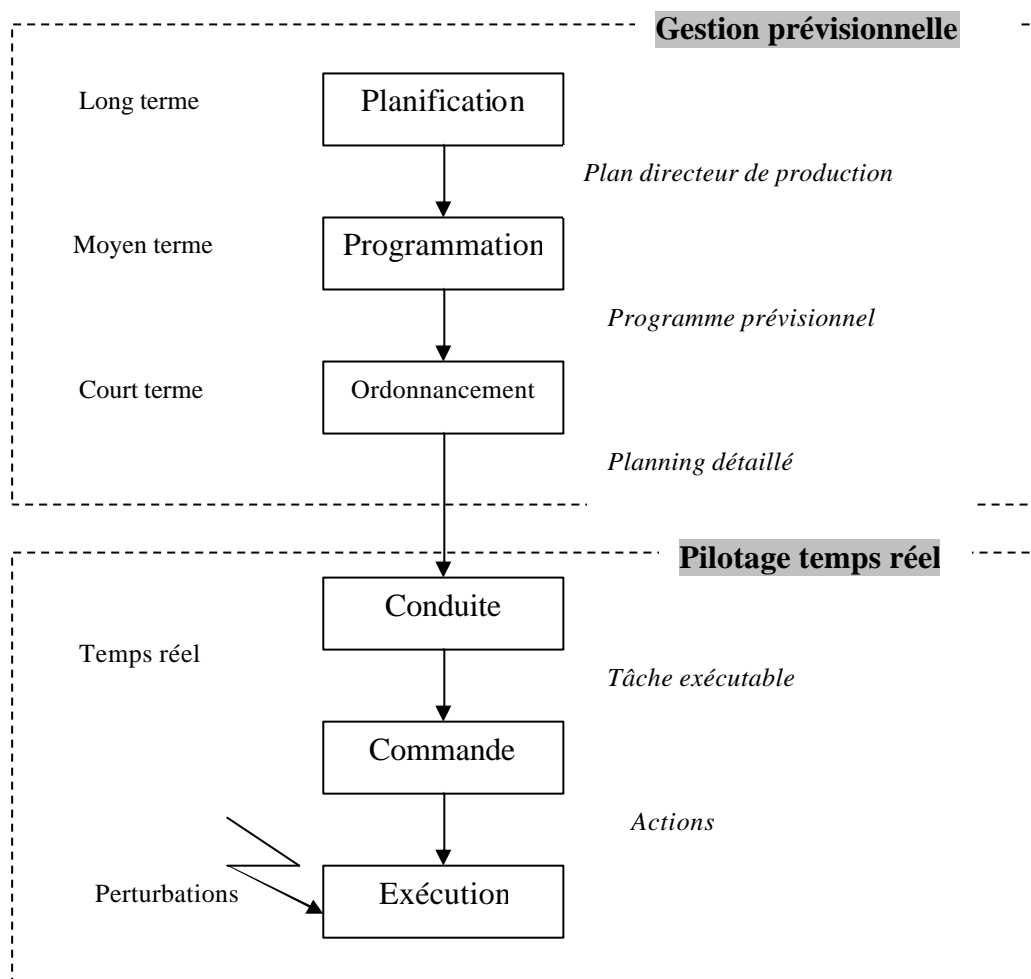 Gestion prévisionnelle
Long terme
Planification
Plan directeur de production
Moyen terme
Programmation
Programme prévisionnel
Court terme
Ordonnancement
Planning détaillé
Pilotage temps réel
Conduite
Temps réel
Tâche exécutable
Commande
Actions
Perturbations
Exécution